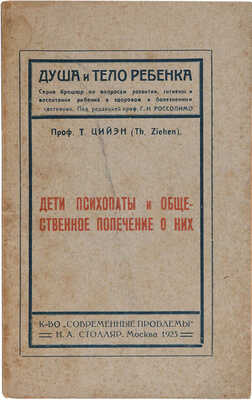 ДУША и ТЕЛО РЕБЕНКА
Серия брошюр по вопросам развития, гигиены и
воспитания ребенка в здоровом и болезненном
состоянии. Под редакцией проф. Г. И РОССОЛИМО
Проф. Т. ЦИЙЭН (Th. Ziehen).
ДЕТИ ПСИХОПАТЫ и ОБЩЕ-
СТВЕННОЕ ПОПЕЧЕНИЕ О НИХ
К-ВО „СОВРЕМЕННЫЕ ПРОБЛЕМЫ"
Н. А. СТОЛЛЯР. Москва 1925